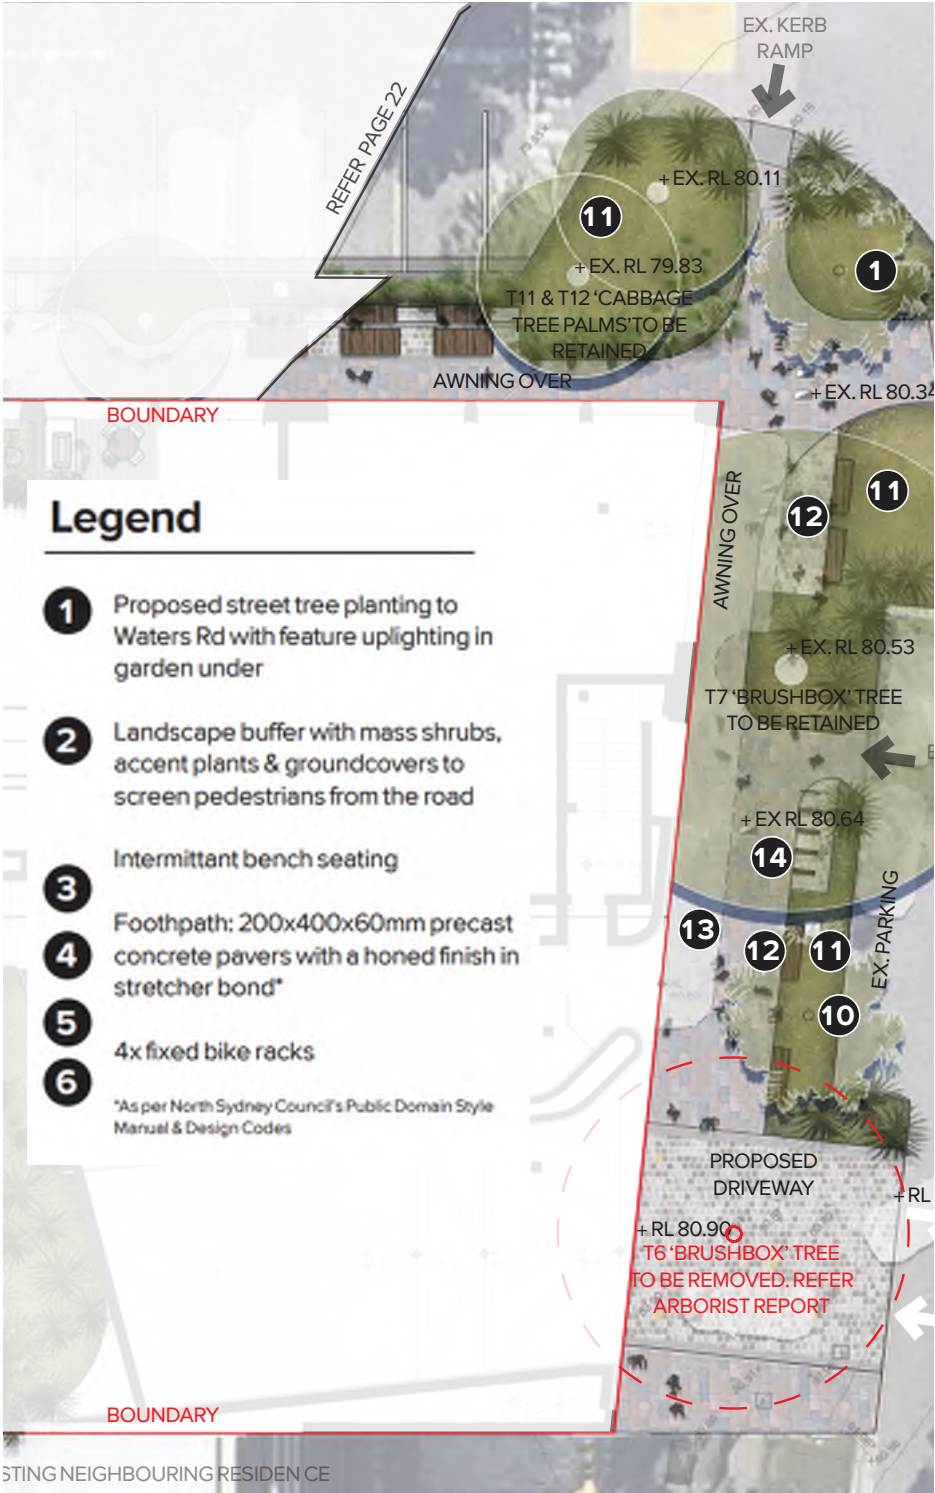 EX. KERB
RAMP
REFER PAGE 22
+ EX. RL 80.11
11
+ EX. RL 79.83
1
T11 & T12 ‘CABBAGE
TREE PALMS’ TO BE
RETAINED
AWNING OVER
+ EX. RL 80.34
BOUNDARY
AWNING OVER
11
12
+ EX. RL 80.53
T7 ‘BRUSHBOX’ TREE
TO BE RETAINED
E
+ EX RL 80.64
14
EX. PARKING
13
12
11
10
Legend
1
Proposed street tree planting to
Waters Rd with feature uplighting in
garden under
2
Landscape buffer with mass shrubs,
accent plants & groundcovers to
screen pedestrians from the road
Intermittant bench seating
3
Foothpath: 200x400x60mm precast
4
concrete pavers with a honed finish in
stretcher bond*
5
4x fixed bike racks
6
*As per North Sydney Council's Public Domain Style
Manual & Design Codes
PROPOSED
DRIVEWAY
+ RL
+ RL 80.90
T6 ‘BRUSHBOX’ TREE
TO BE REMOVED. REFER
ARBORIST REPORT
BOUNDARY
STING NEIGHBOURING RESIDEN CE